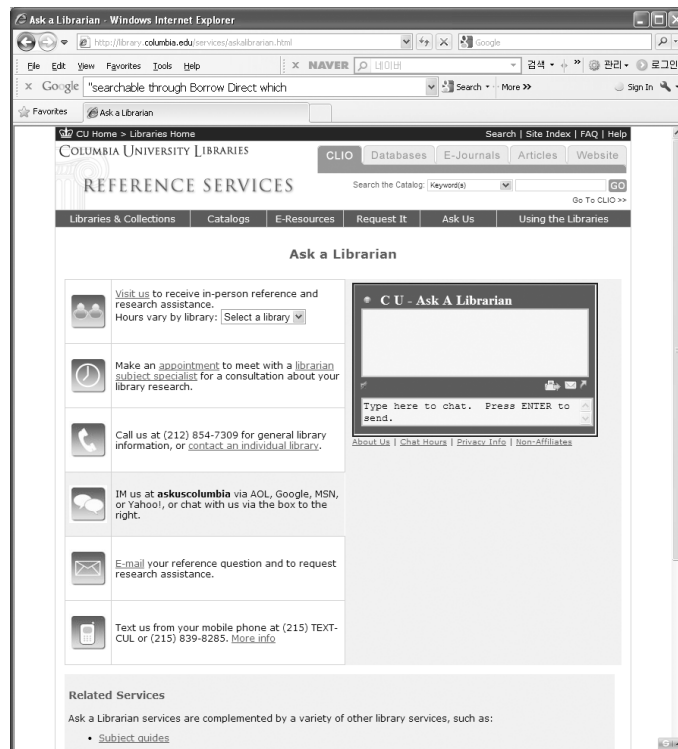 Ask a Librarian - Windows Internet Explorer
http://library.columbia.edu/services/askalibrarian.html
Google
File Edit View Favorites Tools Help
x NAVER 네이버 검색 관리 로그인
x Google "searchable through Borrow Direct which Search More >> Sign In
Favorites Ask a Librarian
CU Home > Libraries Home Search | Site Index | FAQ | Help
COLUMBIA UNIVERSITY LIBRARIES
CLIO Databases E-Journals Articles Website
REFERENCE SERVICES
Search the Catalog: Keyword(s) GO
Go To CLIO >>
Libraries & Collections Catalogs E-Resources Request It Ask Us Using the Libraries
Ask a Librarian
Visit us to receive in-person reference and
research assistance.
Hours vary by library: Select a library
Make an appointment to meet with a librarian
subject specialist for a consultation about your
library research.
Call us at (212) 854-7309 for general library
information, or contact an individual library.
IM us at askuscolumbia via AOL, Google, MSN,
or Yahoo!, or chat with us via the box to the
right.
E-mail your reference question and to request
research assistance.
Text us from your mobile phone at (215) TEXT-
CUL or (215) 839-8285. More info
C U - Ask A Librarian
Type here to chat. Press ENTER to
send.
About Us | Chat Hours | Privacy Info | Non-Affiliates
Related Services
Ask a Librarian services are complemented by a variety of other library services, such as:
• Subject guides